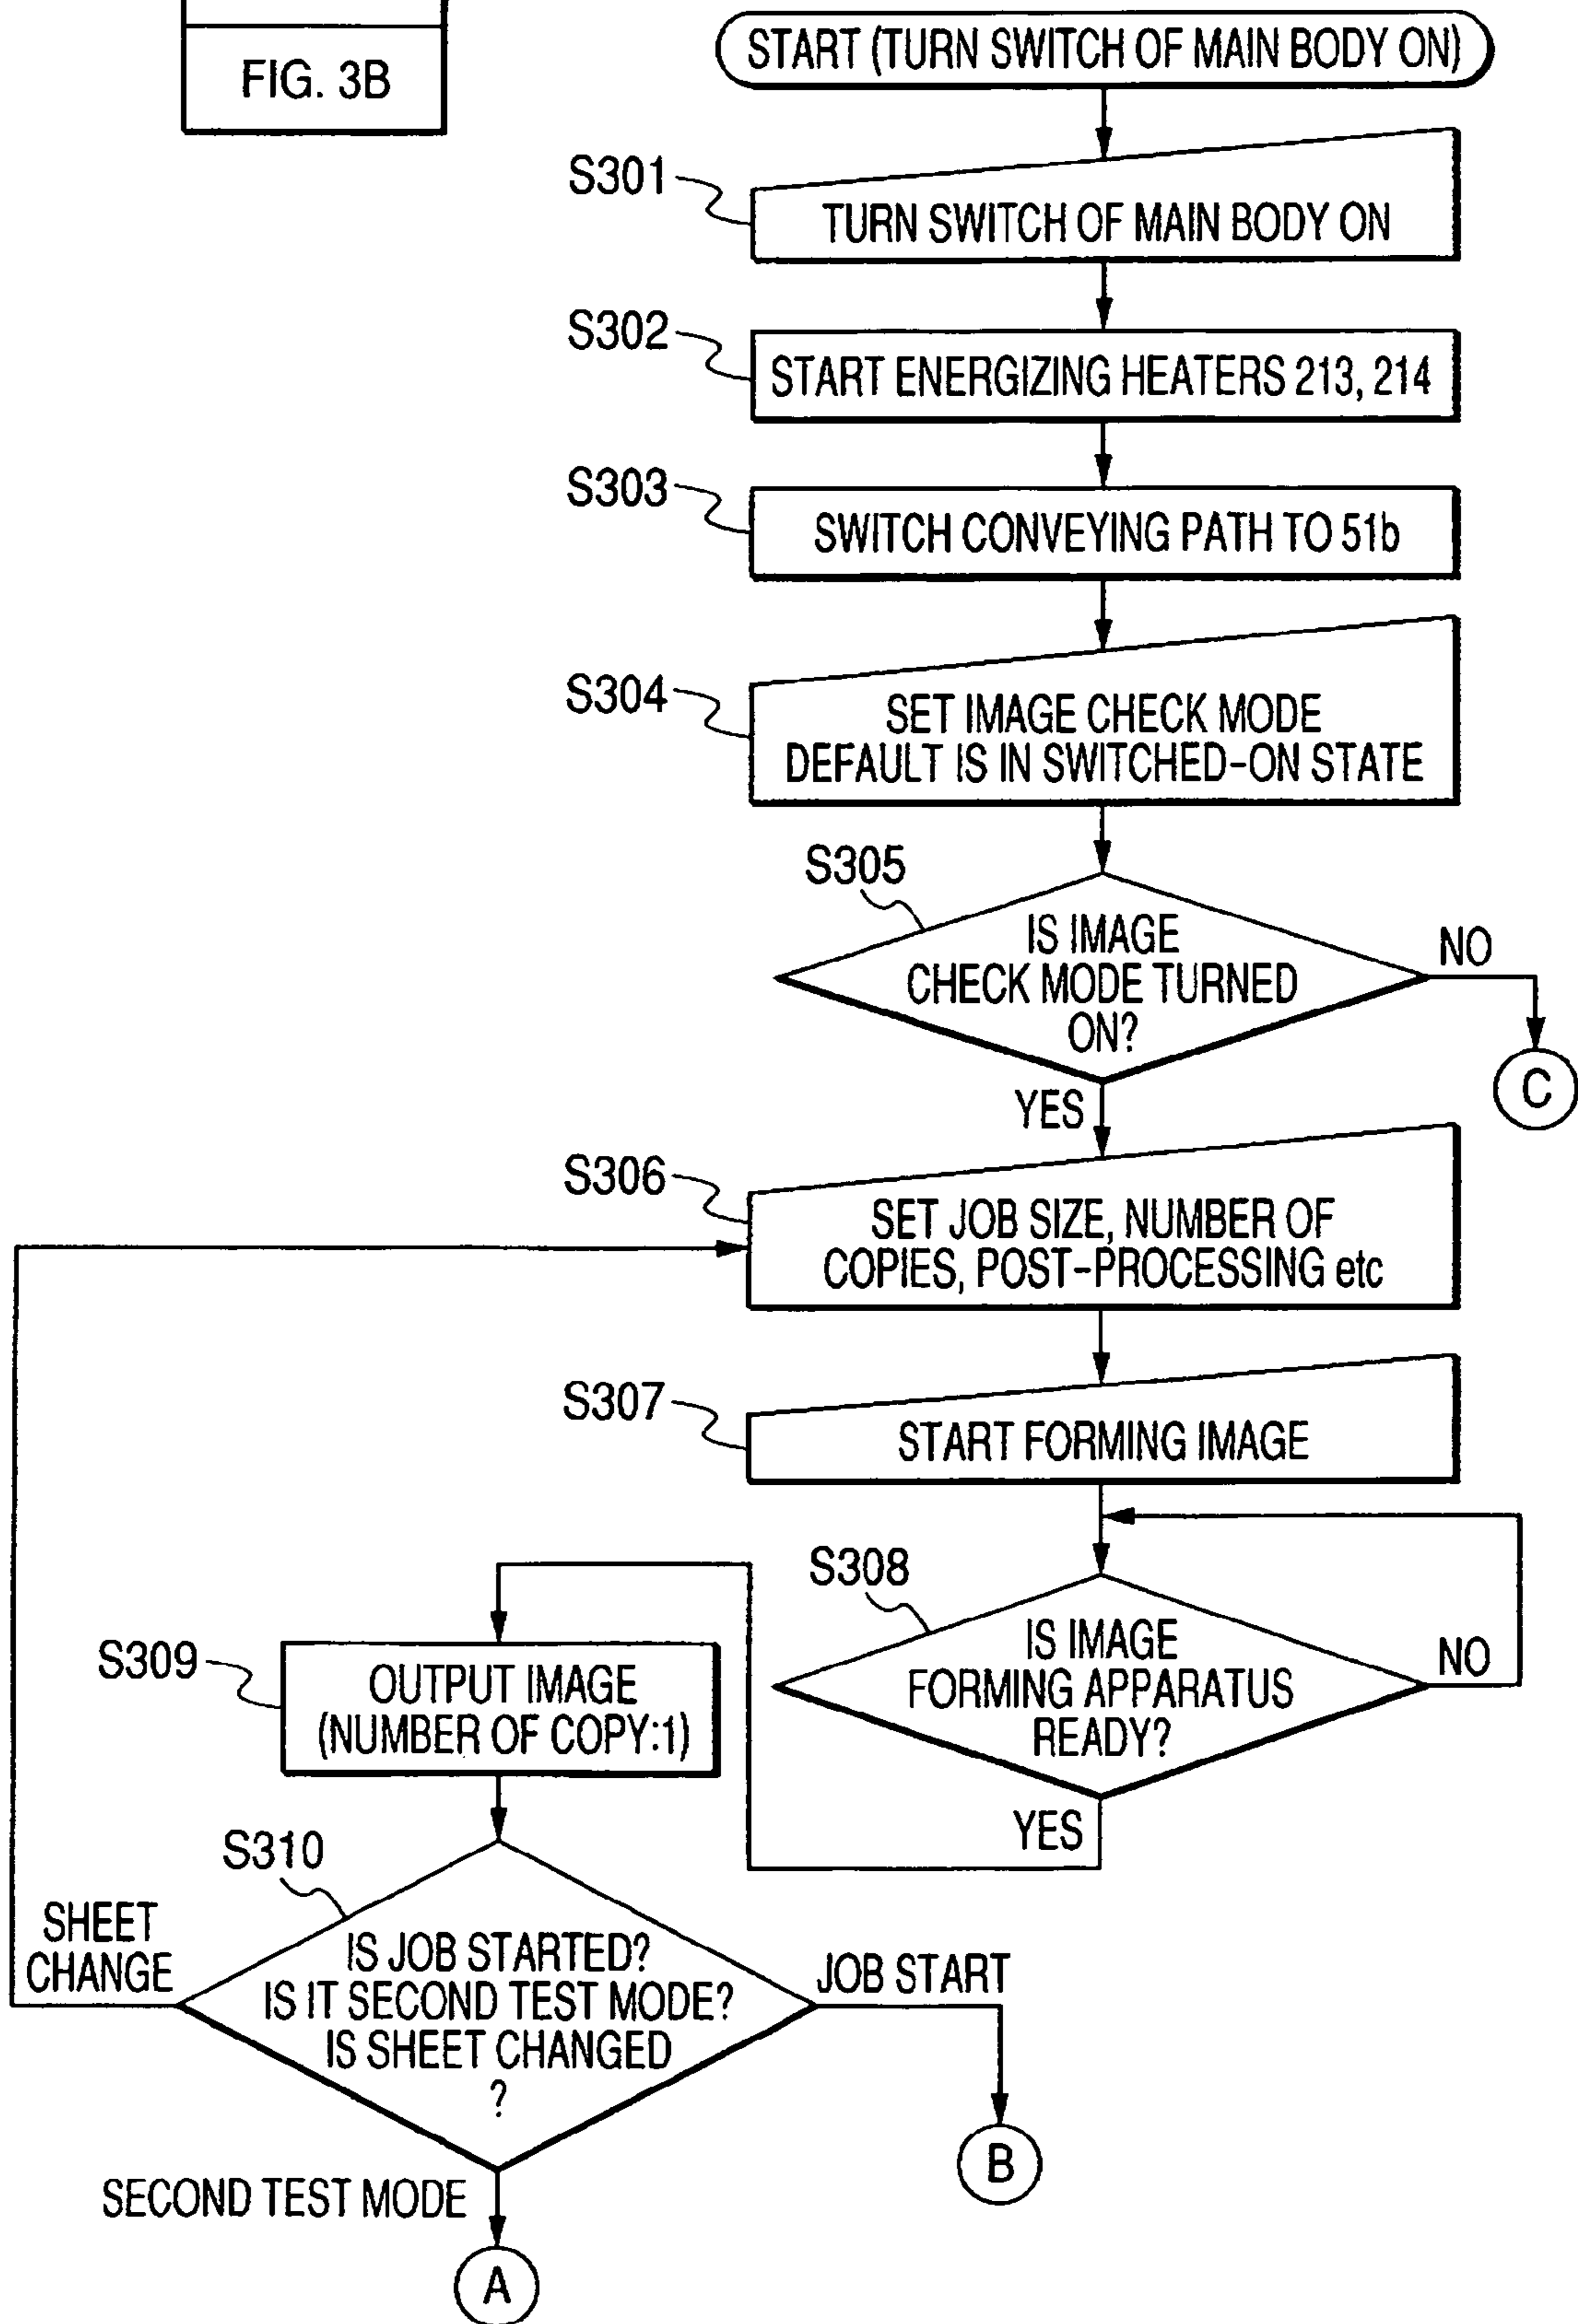 FIG. 3B
START (TURN SWITCH OF MAIN BODY ON)
S301
TURN SWITCH OF MAIN BODY ON
S302
START ENERGIZING HEATERS 213, 214
S303
SWITCH CONVEYING PATH TO 51b
S304
SET IMAGE CHECK MODE
DEFAULT IS IN SWITCHED-ON STATE
S305
IS IMAGE
CHECK MODE TURNED
ON?
NO
C
YES
S306
SET JOB SIZE, NUMBER OF
COPIES, POST-PROCESSING etc
S307
START FORMING IMAGE
S308
IS IMAGE
FORMING APPARATUS
READY?
NO
YES
S309
OUTPUT IMAGE
(NUMBER OF COPY:1)
S310
SHEET
CHANGE
IS JOB STARTED?
IS IT SECOND TEST MODE?
IS SHEET CHANGED
?
JOB START
B
SECOND TEST MODE
A